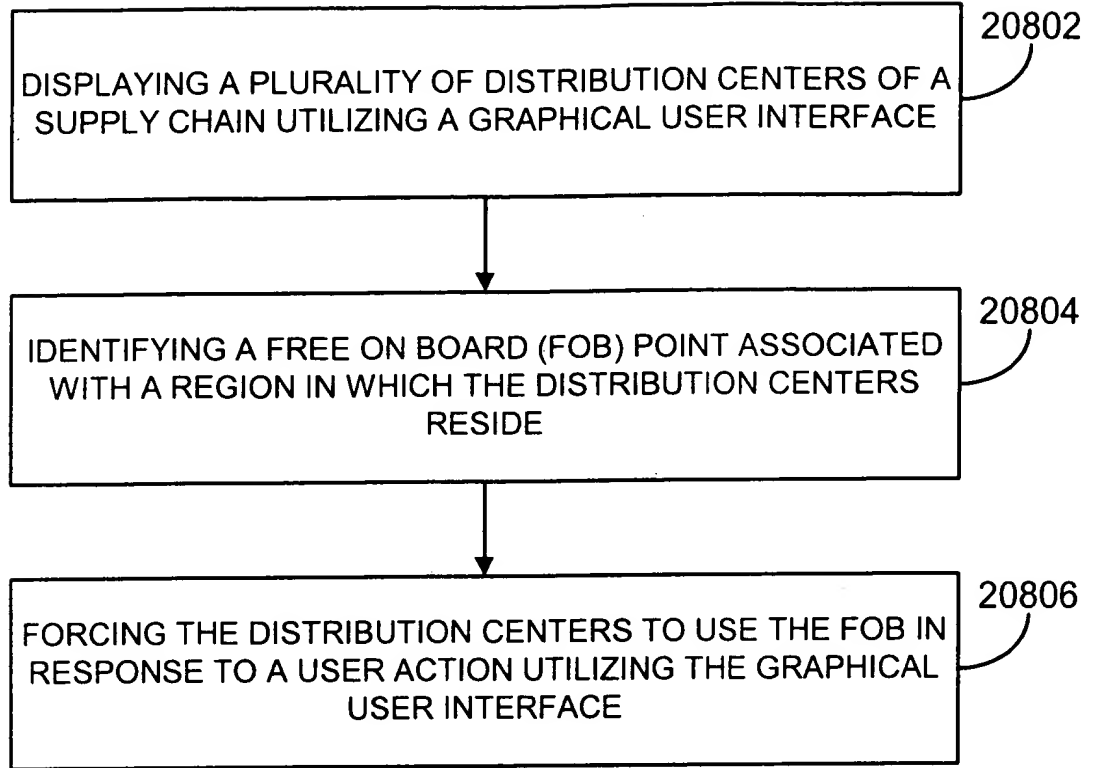 20802
DISPLAYING A PLURALITY OF DISTRIBUTION CENTERS OF A
SUPPLY CHAIN UTILIZING A GRAPHICAL USER INTERFACE
20804
IDENTIFYING A FREE ON BOARD (FOB) POINT ASSOCIATED
WITH A REGION IN WHICH THE DISTRIBUTION CENTERS
RESIDE
20806
FORCING THE DISTRIBUTION CENTERS TO USE THE FOB IN
RESPONSE TO A USER ACTION UTILIZING THE GRAPHICAL
USER INTERFACE